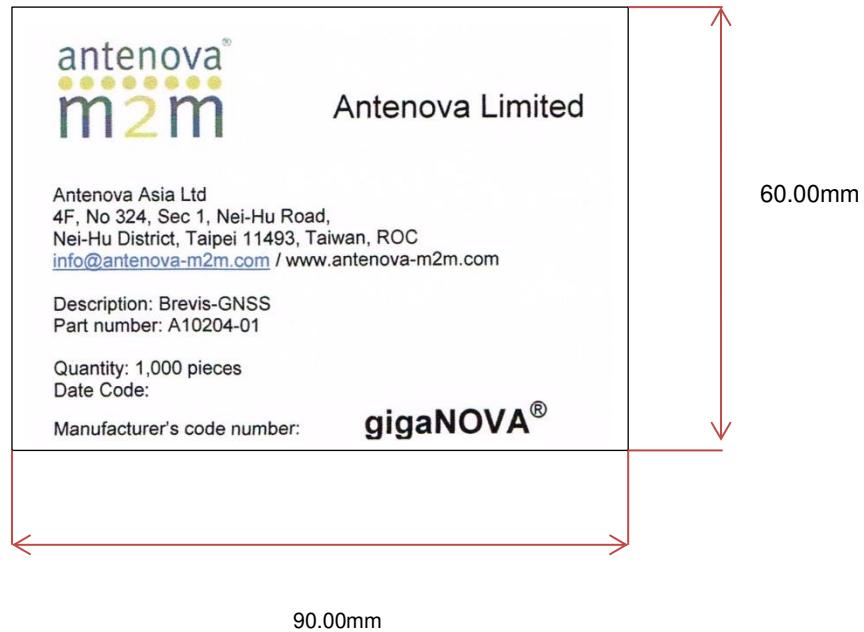 antenova®
m2m
Antenova Limited
60.00mm
Antenova Asia Ltd
4F, No 324, Sec 1, Nei-Hu Road,
Nei-Hu District, Taipei 11493, Taiwan, ROC
info@antenova-m2m.com / www.antenova-m2m.com
Description: Brevis-GNSS
Part number: A10204-01
Quantity: 1,000 pieces
Date Code:
Manufacturer's code number:
gigaNOVA®
90.00mm